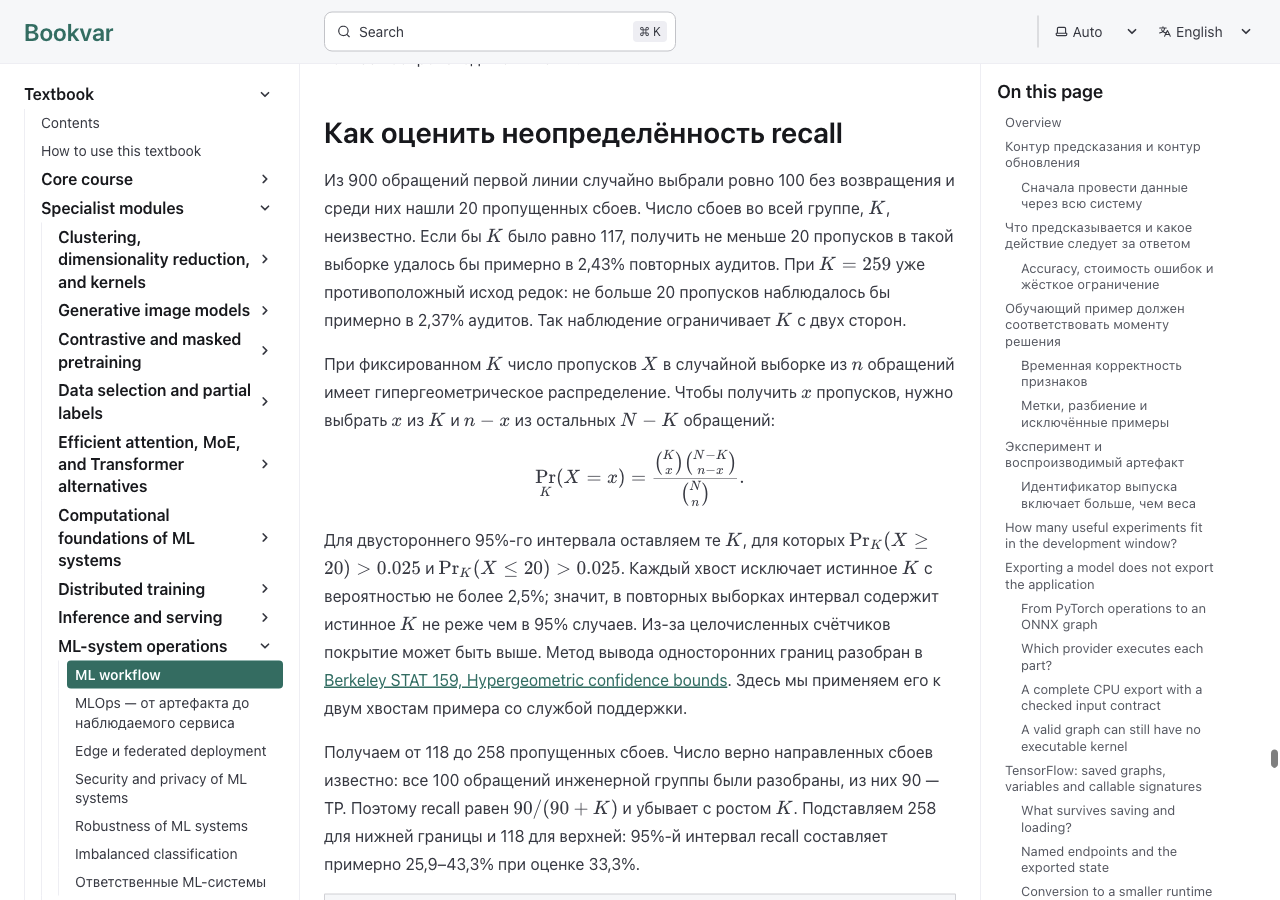 Bookvar
Search
⌘ K
Auto
English
Textbook
Contents
How to use this textbook
Core course
Specialist modules
Clustering,
dimensionality reduction,
and kernels
Generative image models
Contrastive and masked
pretraining
Data selection and partial
labels
Efficient attention, MoE,
and Transformer
alternatives
Computational
foundations of ML
systems
Distributed training
Inference and serving
ML-system operations
ML workflow
MLOps — от артефакта до
наблюдаемого сервиса
Edge и federated deployment
Security and privacy of ML
systems
Robustness of ML systems
Imbalanced classification
Ответственные ML-системы
Как оценить неопределённость recall
Из 900 обращений первой линии случайно выбрали ровно 100 без возвращения и
среди них нашли 20 пропущенных сбоев. Число сбоев во всей группе, K,
неизвестно. Если бы K было равно 117, получить не меньше 20 пропусков в такой
выборке удалось бы примерно в 2,43% повторных аудитов. При K = 259 уже
противоположный исход редок: не больше 20 пропусков наблюдалось бы
примерно в 2,37% аудитов. Так наблюдение ограничивает K с двух сторон.
При фиксированном K число пропусков X в случайной выборке из n обращений
имеет гипергеометрическое распределение. Чтобы получить x пропусков, нужно
выбрать x из K и n − x из остальных N − K обращений:
Pr_K(X = x) = \frac{\binom{K}{x}\binom{N−K}{n−x}}{\binom{N}{n}}.
Для двустороннего 95%-го интервала оставляем те K, для которых Pr_K(X ≥
20) > 0.025 и Pr_K(X ≤ 20) > 0.025. Каждый хвост исключает истинное K с
вероятностью не более 2,5%; значит, в повторных выборках интервал содержит
истинное K не реже чем в 95% случаев. Из-за целочисленных счётчиков
покрытие может быть выше. Метод вывода односторонних границ разобран в
Berkeley STAT 159, Hypergeometric confidence bounds. Здесь мы применяем его к
двум хвостам примера со службой поддержки.
Получаем от 118 до 258 пропущенных сбоев. Число верно направленных сбоев
известно: все 100 обращений инженерной группы были разобраны, из них 90 —
TP. Поэтому recall равен 90/(90 + K) и убывает с ростом K. Подставляем 258
для нижней границы и 118 для верхней: 95%-й интервал recall составляет
примерно 25,9–43,3% при оценке 33,3%.
On this page
Overview
Контур предсказания и контур
обновления
Сначала провести данные
через всю систему
Что предсказывается и какое
действие следует за ответом
Accuracy, стоимость ошибок и
жёсткое ограничение
Обучающий пример должен
соответствовать моменту
решения
Временная корректность
признаков
Метки, разбиение и
исключённые примеры
Эксперимент и
воспроизводимый артефакт
Идентификатор выпуска
включает больше, чем веса
How many useful experiments fit
in the development window?
Exporting a model does not export
the application
From PyTorch operations to an
ONNX graph
Which provider executes each
part?
A complete CPU export with a
checked input contract
A valid graph can still have no
executable kernel
TensorFlow: saved graphs,
variables and callable signatures
What survives saving and
loading?
Named endpoints and the
exported state
Conversion to a smaller runtime